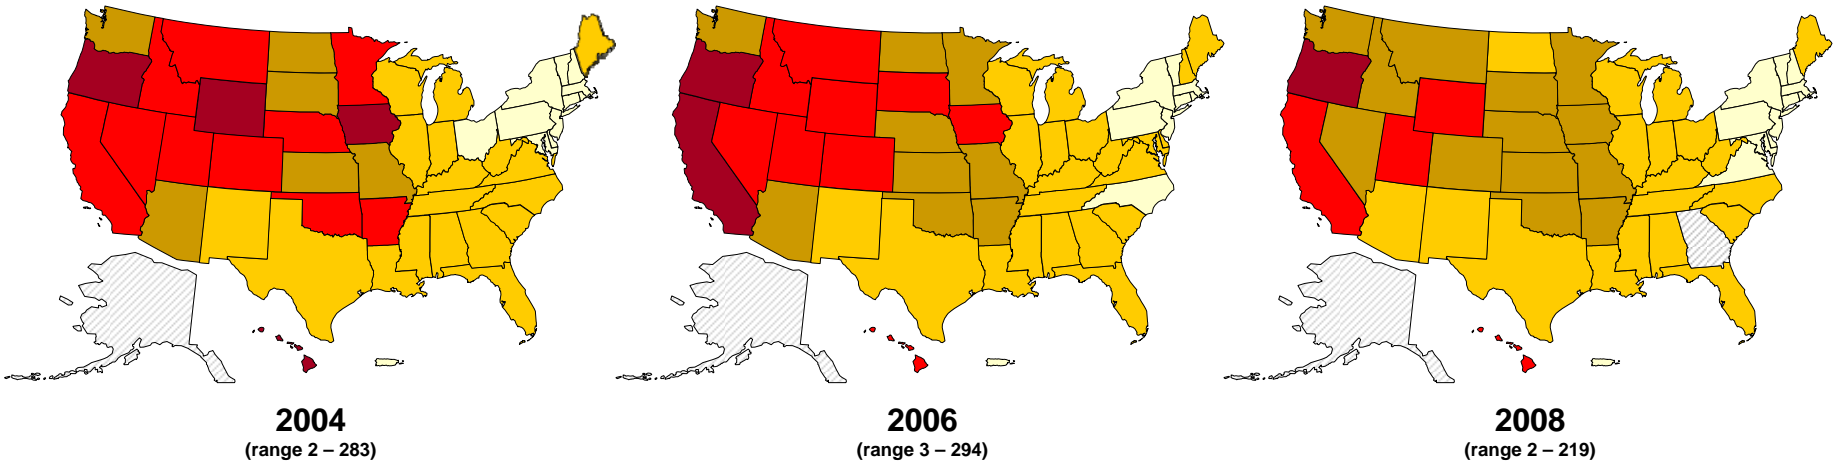 2004
(range 2 – 283)
2006
(range 3 – 294)
2008
(range 2 – 219)